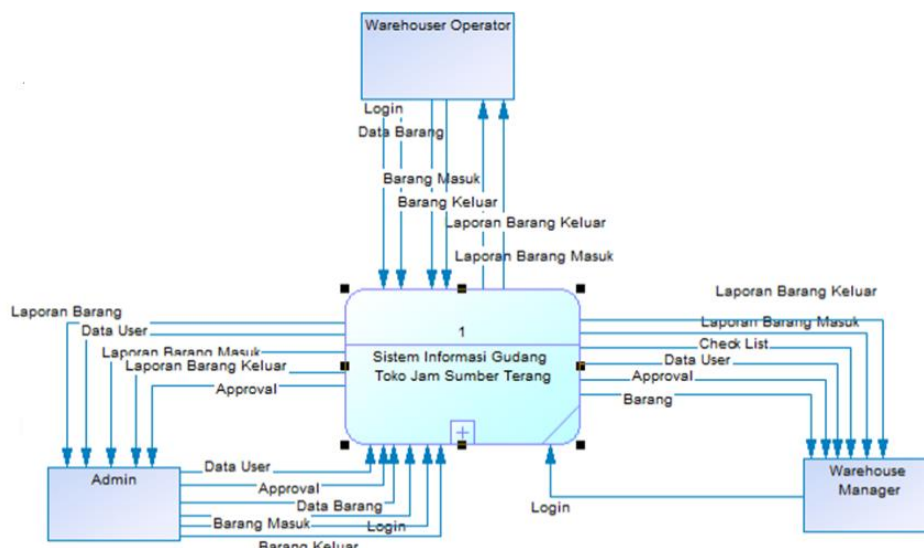 Warehouser Operator
Login
Data Barang
Barang Masuk
Barang Keluar
Laporan Barang Keluar
Laporan Barang Masuk
1
Sistem Informasi Gudang
Toko Jam Sumber Terang
Laporan Barang
Data User
Laporan Barang Masuk
Laporan Barang Keluar
Approval
Laporan Barang Keluar
Laporan Barang Masuk
Check List
Data User
Approval
Barang
Admin
Data User
Approval
Data Barang
Barang Masuk
Login
Barang Keluar
Login
Warehouse
Manager